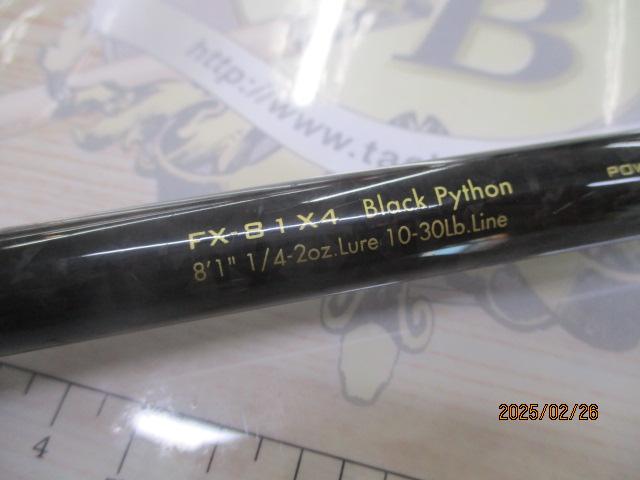 B
http://www.ta
POW
FX-81X4 Black Python
8'1" 1/4-2oz.Lure 10-30Lb.Line
4
2025/02/26